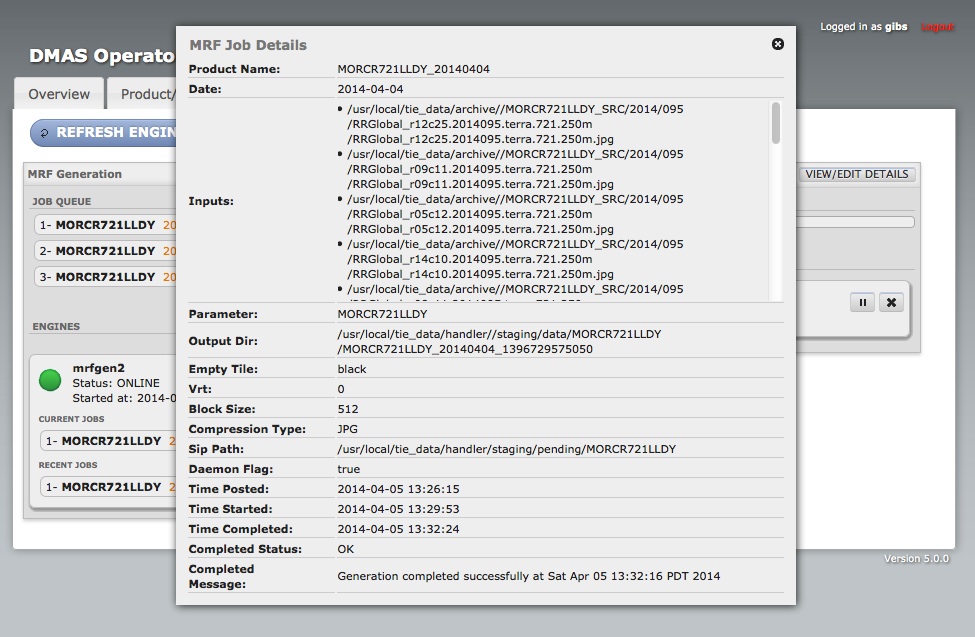 Logged in as gibs Logout
DMAS Operato
Overview
Product/
REFRESH ENGIN
MRF Generation
JOB QUEUE
1- MORCR721LLDY 20
2- MORCR721LLDY 20
3- MORCR721LLDY 20
ENGINES
mrfgen2
Status: ONLINE
Started at: 2014-0
CURRENT JOBS
1- MORCR721LLDY 2
RECENT JOBS
1- MORCR721LLDY 2
MRF Job Details
Product Name: MORCR721LLDY_20140404
Date: 2014-04-04
Inputs:
• /usr/local/tie_data/archive//MORCR721LLDY_SRC/2014/095
/RRGlobal_r12c25.2014095.terra.721.250m
/RRGlobal_r12c25.2014095.terra.721.250m.jpg
• /usr/local/tie_data/archive//MORCR721LLDY_SRC/2014/095
/RRGlobal_r09c11.2014095.terra.721.250m
/RRGlobal_r09c11.2014095.terra.721.250m.jpg
• /usr/local/tie_data/archive//MORCR721LLDY_SRC/2014/095
/RRGlobal_r05c12.2014095.terra.721.250m
/RRGlobal_r05c12.2014095.terra.721.250m.jpg
• /usr/local/tie_data/archive//MORCR721LLDY_SRC/2014/095
/RRGlobal_r14c10.2014095.terra.721.250m
/RRGlobal_r14c10.2014095.terra.721.250m.jpg
• /usr/local/tie_data/archive//MORCR721LLDY_SRC/2014/095
Parameter: MORCR721LLDY
Output Dir: /usr/local/tie_data/handler//staging/data/MORCR721LLDY
/MORCR721LLDY_20140404_1396729575050
Empty Tile: black
Vrt: 0
Block Size: 512
Compression Type: JPG
Sip Path: /usr/local/tie_data/handler/staging/pending/MORCR721LLDY
Daemon Flag: true
Time Posted: 2014-04-05 13:26:15
Time Started: 2014-04-05 13:29:53
Time Completed: 2014-04-05 13:32:24
Completed Status: OK
Completed
Message: Generation completed successfully at Sat Apr 05 13:32:16 PDT 2014
VIEW/EDIT DETAILS
Version 5.0.0